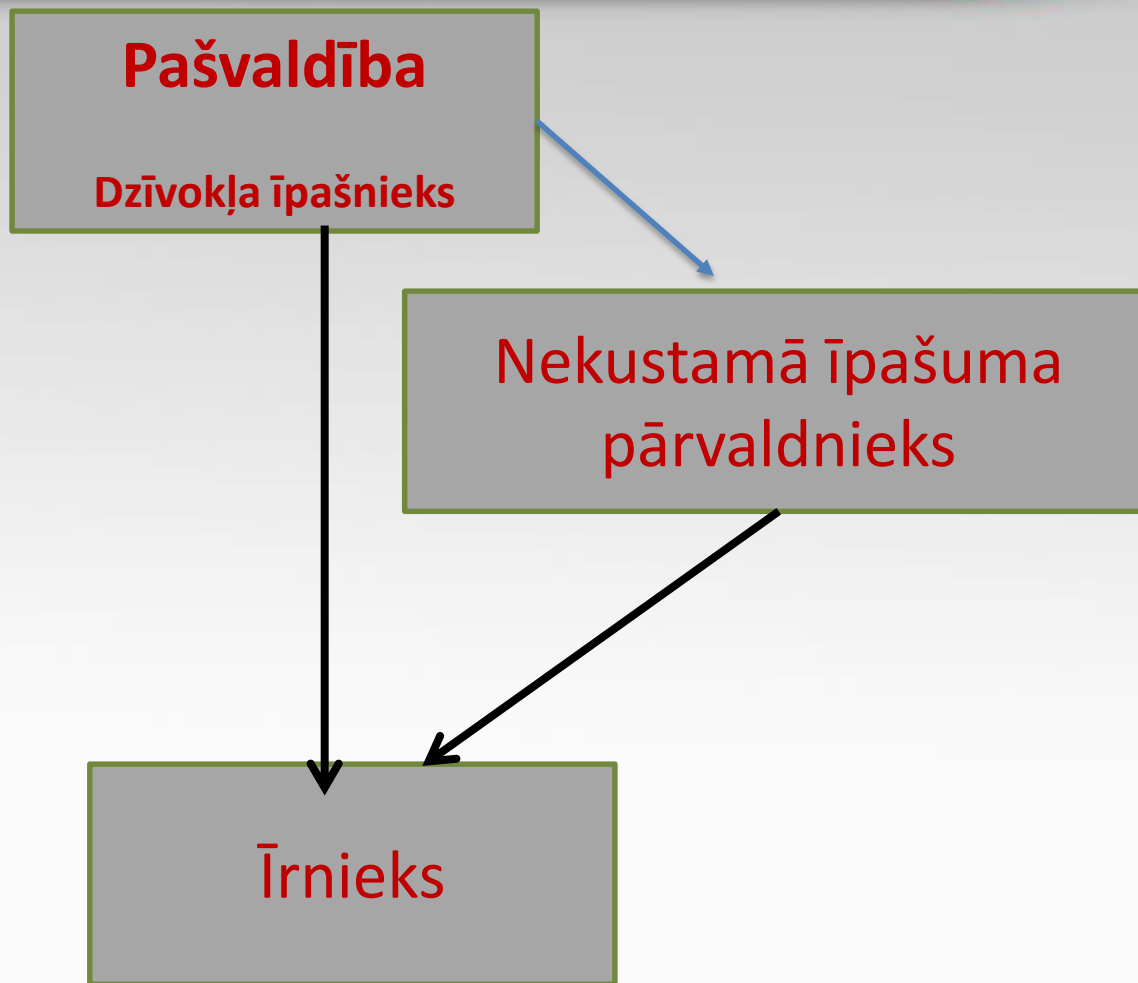 Pašvaldība
Dzīvokļa īpašnieks
Nekustamā īpašuma
pārvaldnieks
Īrnieks